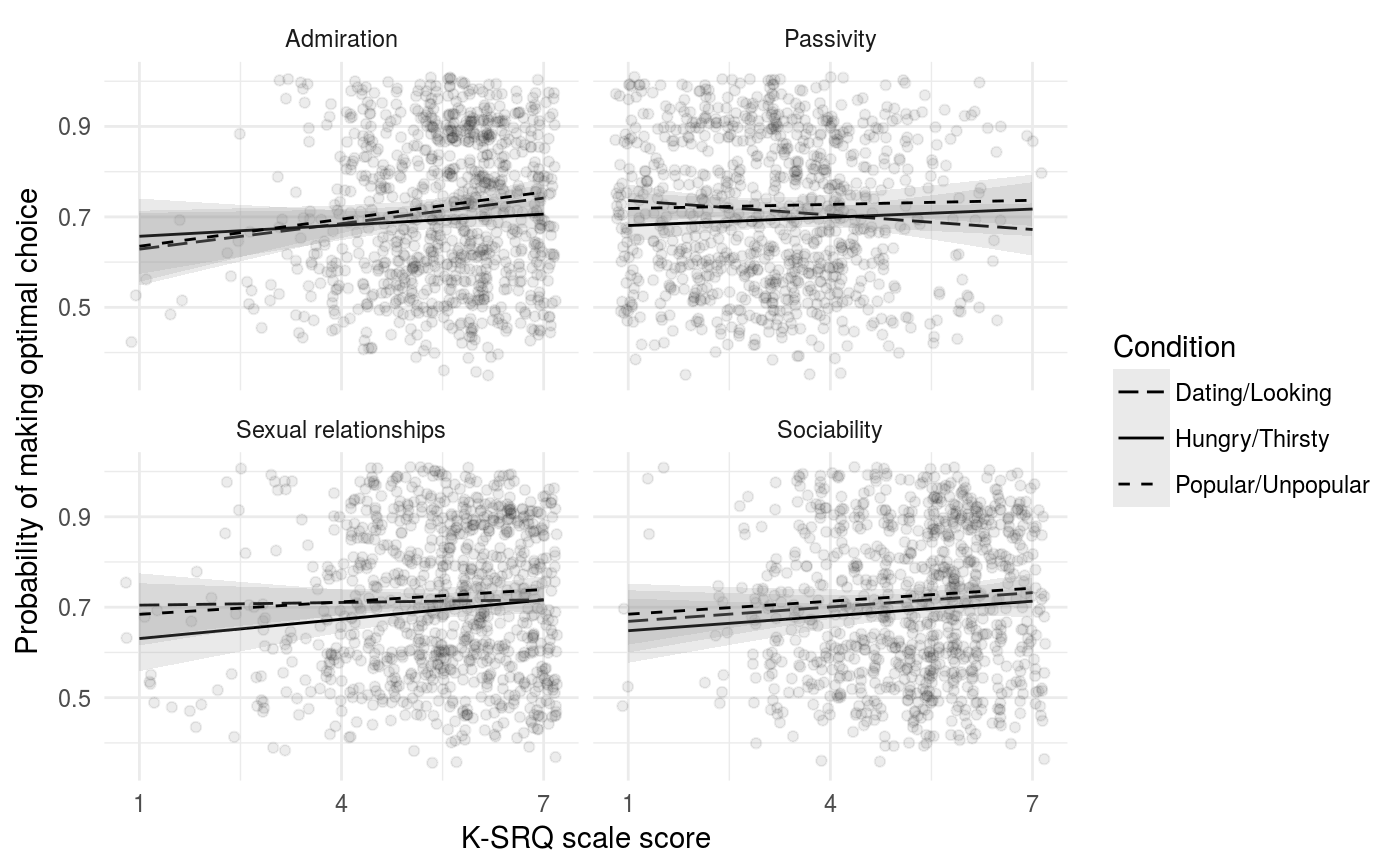 Admiration
Passivity
0.9
0.7
0.5
Sexual relationships
Sociability
0.9
0.7
0.5
1
4
7
1
4
7
K-SRQ scale score
Probability of making optimal choice
Condition
Dating/Looking
Hungry/Thirsty
Popular/Unpopular